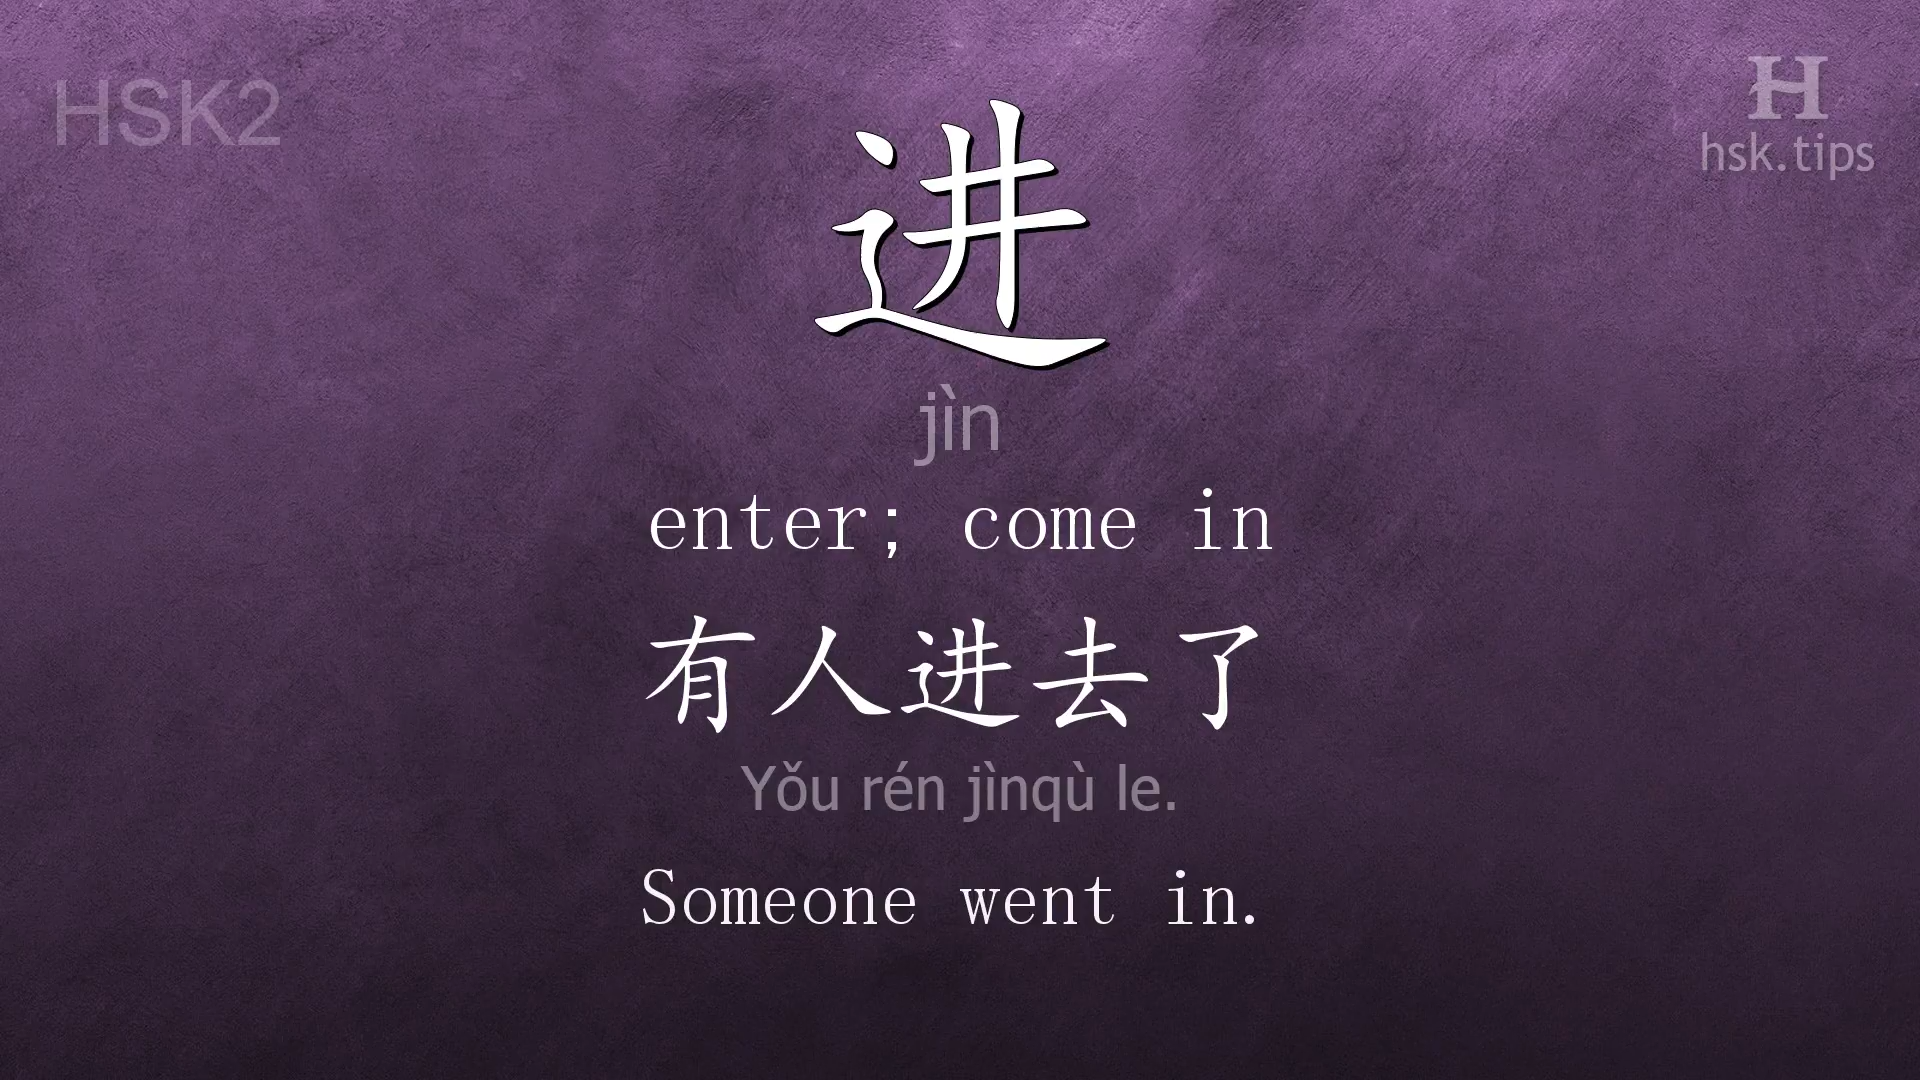 HSK2
H
hsk.tips
进
jìn
enter; come in
有人进去了
Yǒu rén jìnqù le.
Someone went in.